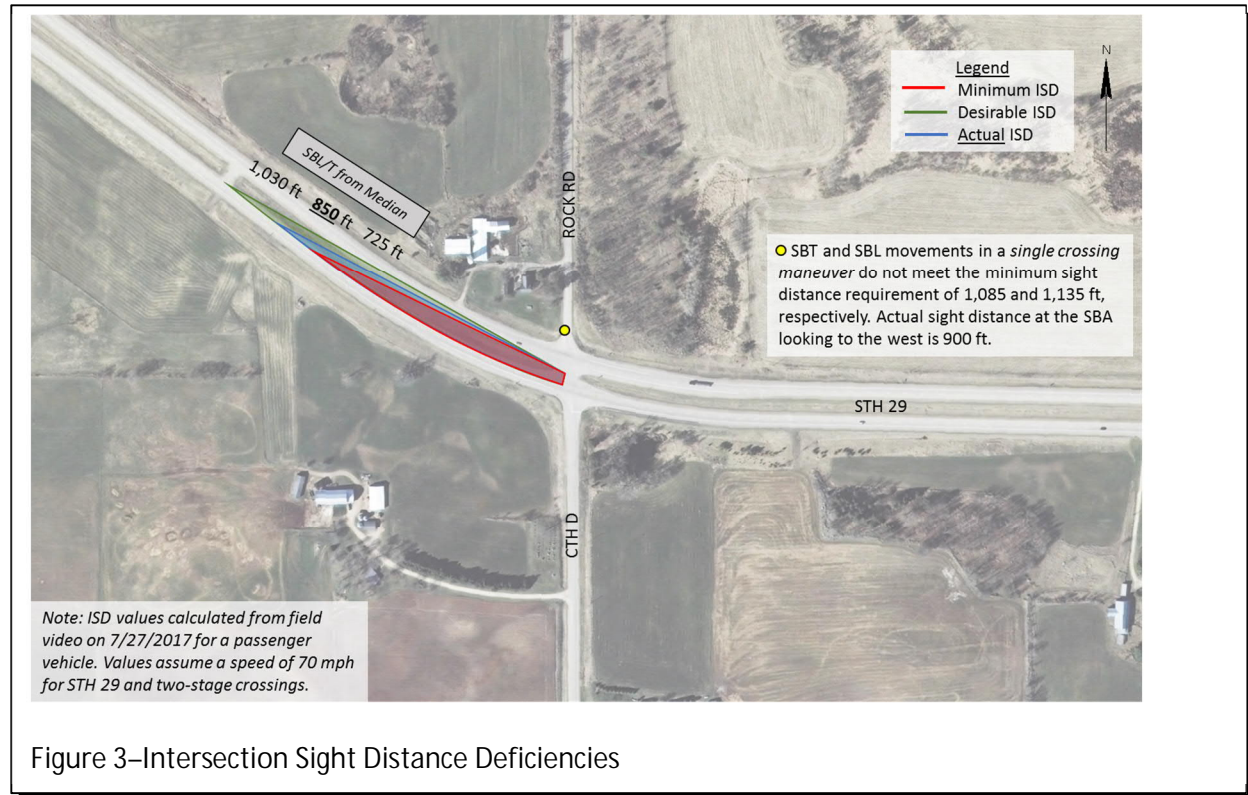 Legend
Minimum ISD
Desirable ISD
Actual ISD
N
SBL/T from Median
1,030 ft 850 ft 725 ft
ROCK RD
SBT and SBL movements in a single crossing
maneuver do not meet the minimum sight
distance requirement of 1,085 and 1,135 ft,
respectively. Actual sight distance at the SBA
looking to the west is 900 ft.
STH 29
CTH D
Note: ISD values calculated from field
video on 7/27/2017 for a passenger
vehicle. Values assume a speed of 70 mph
for STH 29 and two-stage crossings.
Figure 3–Intersection Sight Distance Deficiencies